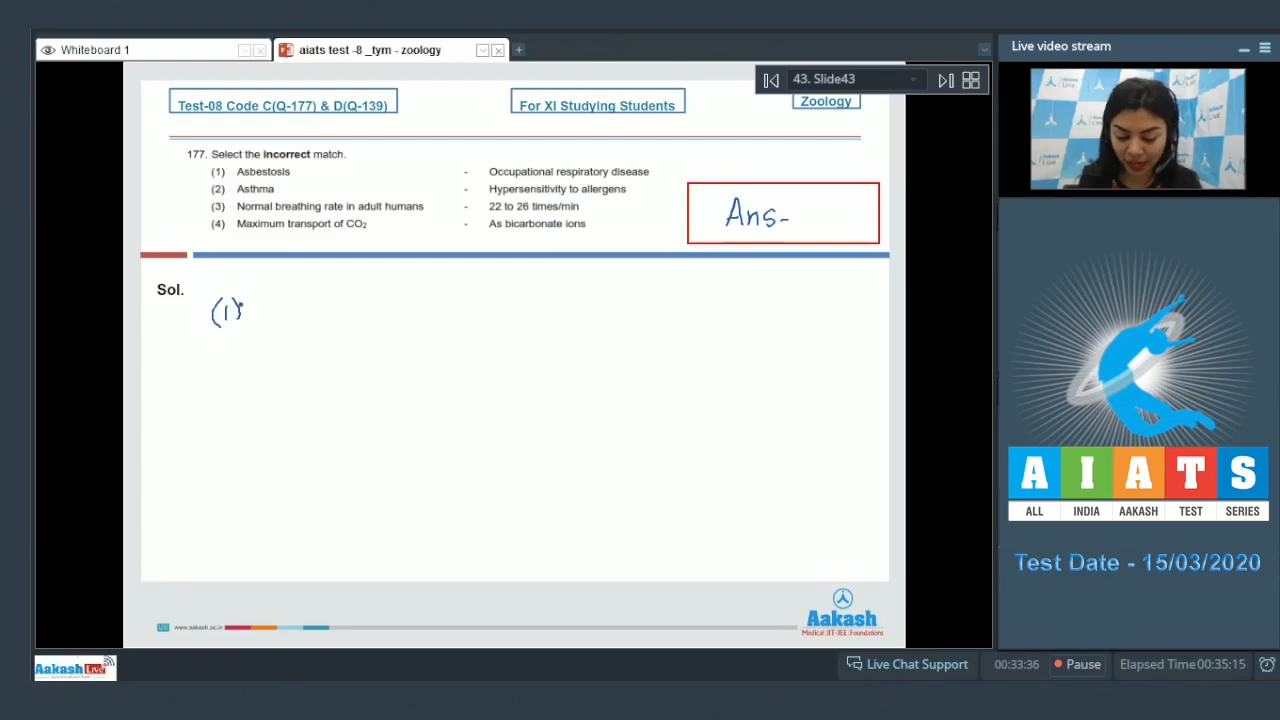 Whiteboard 1
aiats test -8 _tym - zoology
Live video stream
43. Slide43
Test-08 Code C(Q-177) & D(Q-139)
For XI Studying Students
Zoology
177. Select the incorrect match.
(1) Asbestosis - Occupational respiratory disease
(2) Asthma - Hypersensitivity to allergens
(3) Normal breathing rate in adult humans - 22 to 26 times/min
(4) Maximum transport of CO₂ - As bicarbonate ions
Ans-
Sol.
(1)
www.aakash.ac.in
Aakash
Medical|IIT-JEE|Foundations
A I A T S
ALL INDIA AAKASH TEST SERIES
Test Date - 15/03/2020
Aakash Live
Live Chat Support
00:33:36
Pause
Elapsed Time 00:35:15